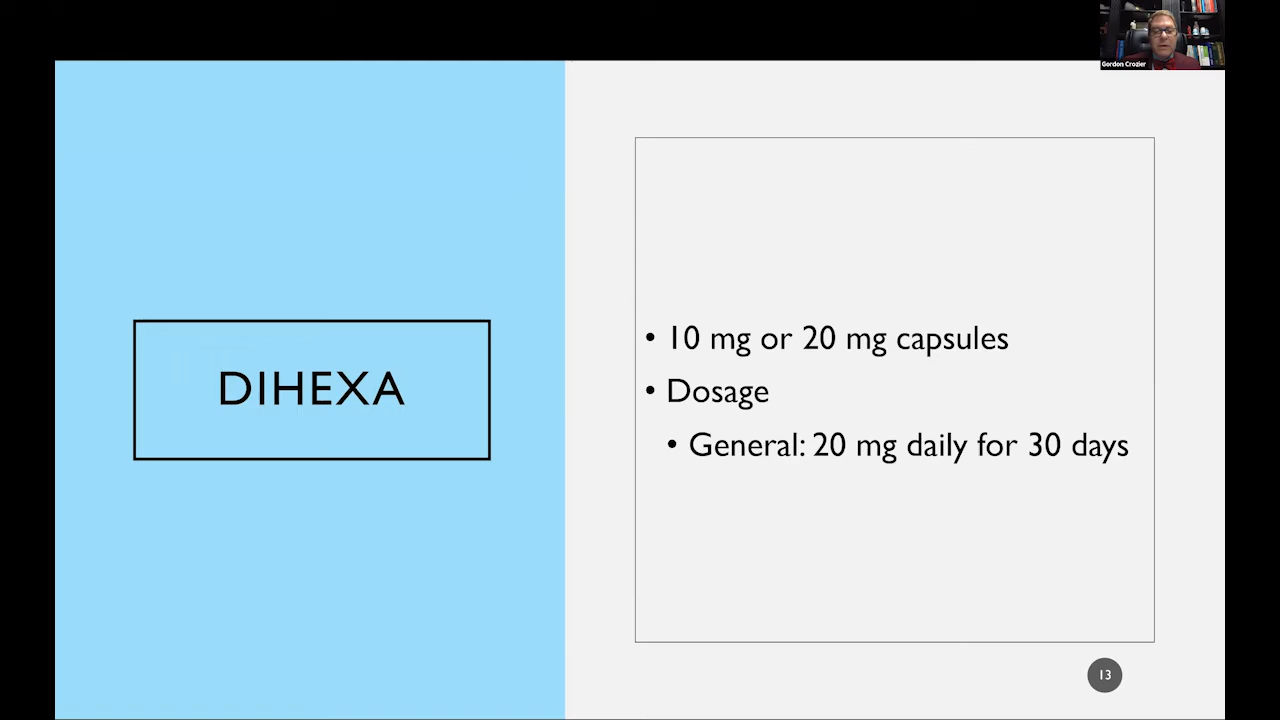 Gordon Crozier
DIHEXA
• 10 mg or 20 mg capsules
• Dosage
• General: 20 mg daily for 30 days
13